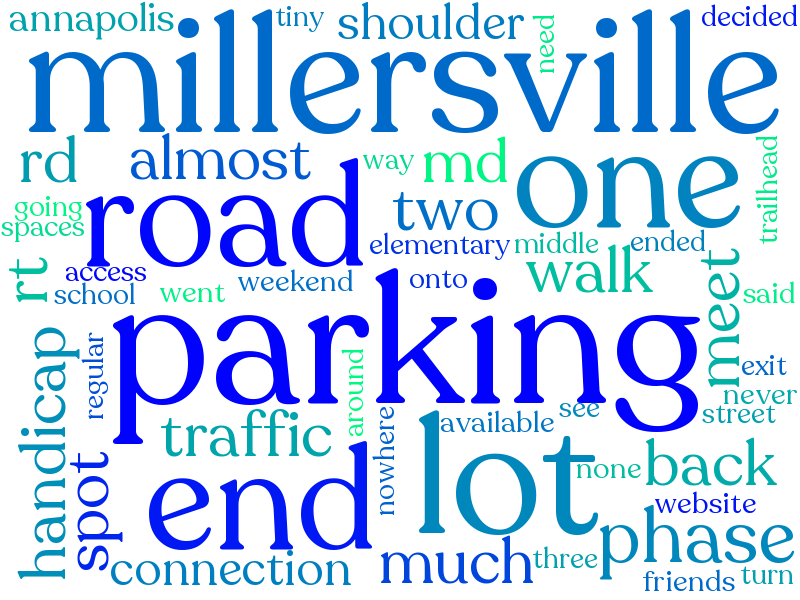 annapolis
tiny
shoulder
need
decided
millersville
rd
almost
way
md
one
trailhead
going
spaces
road
two
elementary
middle
ended
rt
access
school
weekend
onto
went
walk
meet
said
parking
handicap
regular
around
exit
never
street
traffic
nowhere
available
see
lot
none
back
spot
end
website
phase
connection
much
three
friends
turn